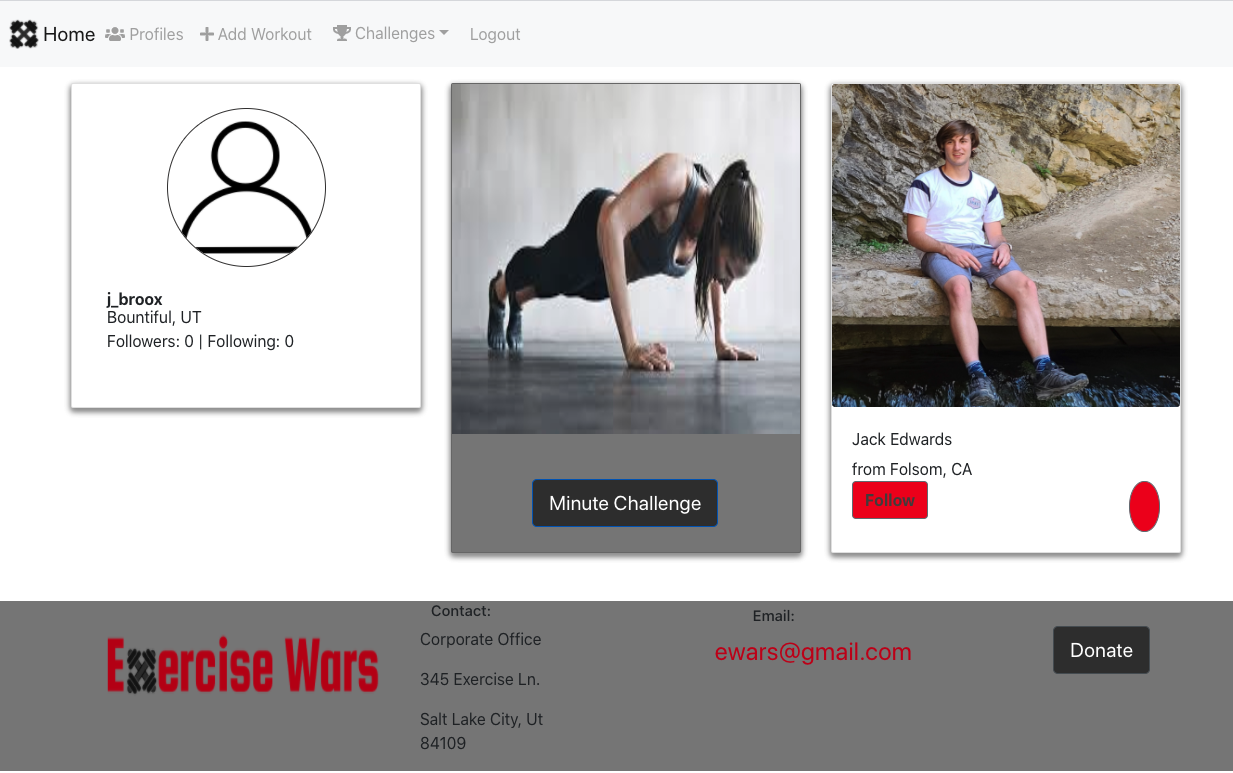 Home Profiles Add Workout Challenges Logout
j_broox
Bountiful, UT
Followers: 0 | Following: 0
Minute Challenge
Jack Edwards
from Folsom, CA
Follow
Exercise Wars
Contact:
Corporate Office
345 Exercise Ln.
Salt Lake City, Ut
84109
Email:
ewars@gmail.com
Donate